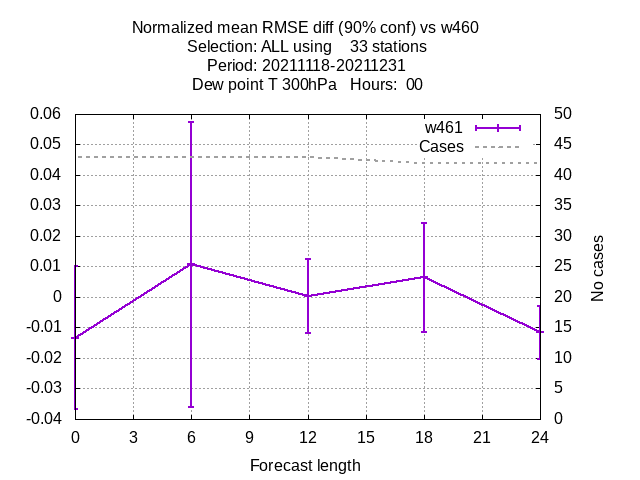 Normalized mean RMSE diff (90% conf) vs w460
Selection: ALL using    33 stations
Period: 20211118-20211231
Dew point T 300hPa   Hours:  00
0.06
0.05
0.04
0.03
0.02
0.01
0
-0.01
-0.02
-0.03
-0.04
w461
Cases
50
45
40
35
30
25
20
15
10
5
0
No cases
0 3 6 9 12 15 18 21 24
Forecast length